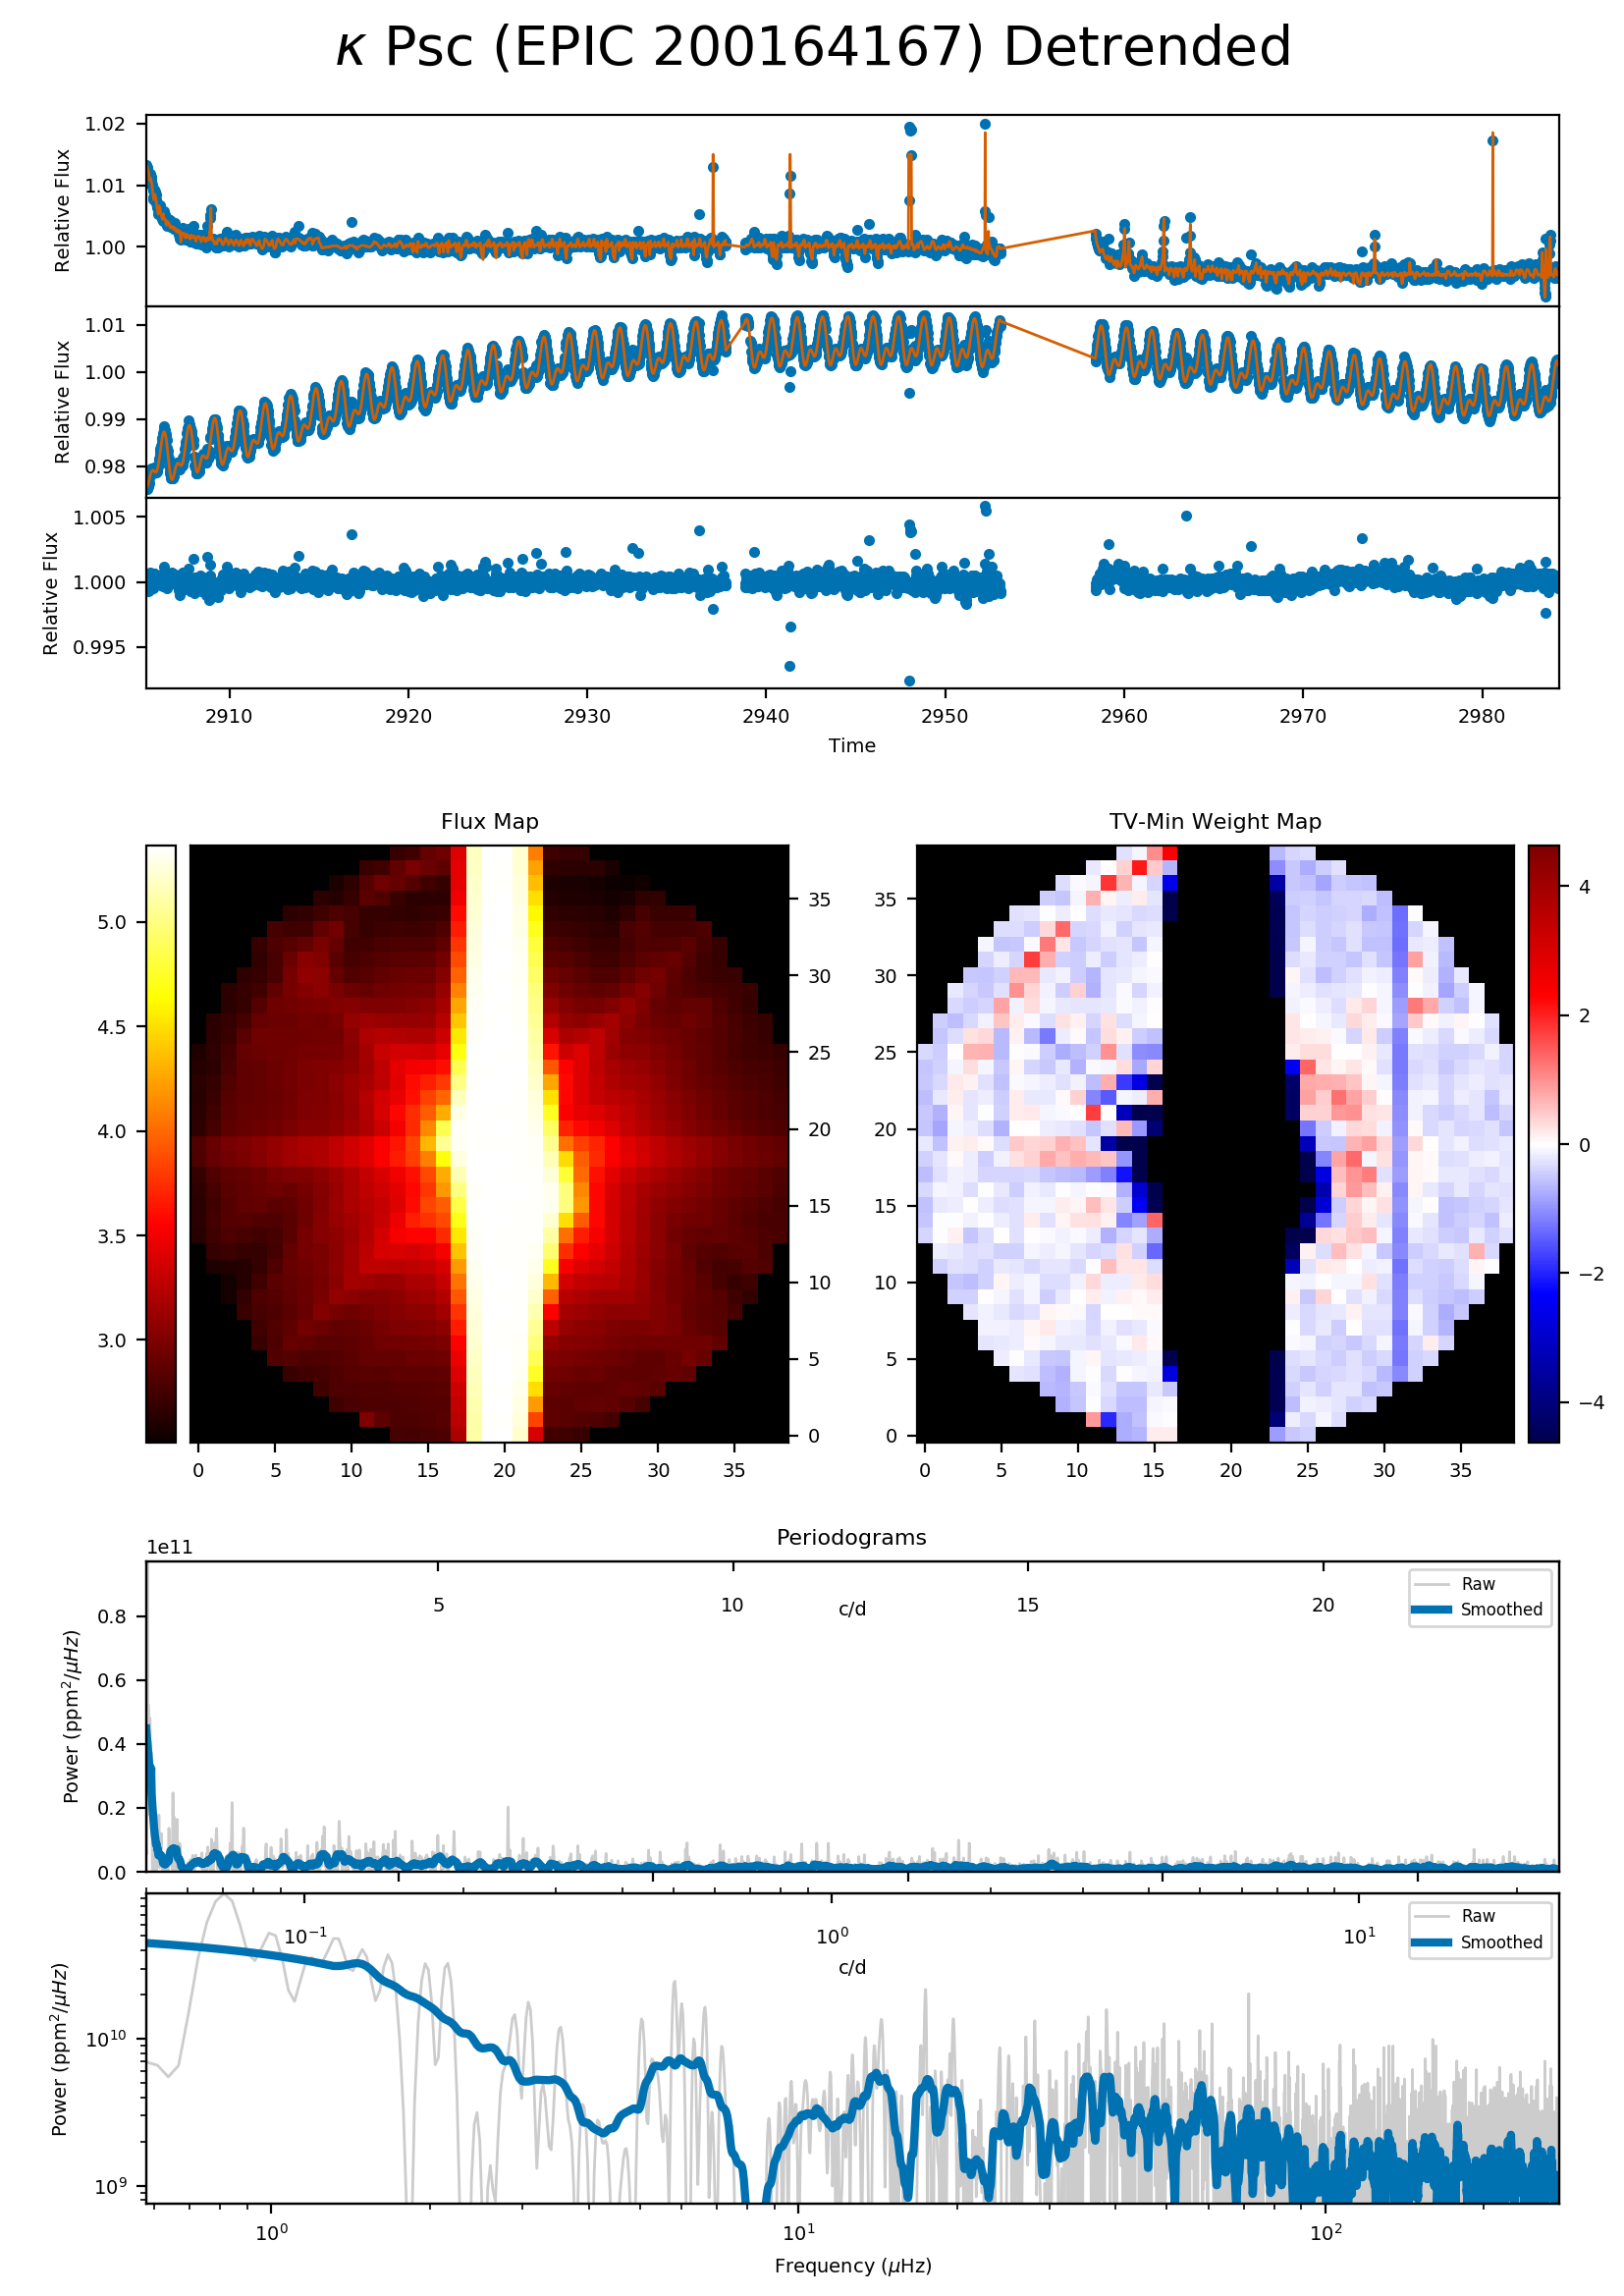 κ Psc (EPIC 200164167) Detrended
1.02
1.01
1.00
Relative Flux
1.01
1.00
0.99
0.98
Relative Flux
1.005
1.000
0.995
Relative Flux
2910 2920 2930 2940 2950 2960 2970 2980
Time
Flux Map
TV-Min Weight Map
5.0
4.5
4.0
3.5
3.0
35
30
25
20
15
10
5
0
0 5 10 15 20 25 30 35
35
30
25
20
15
10
5
0
0 5 10 15 20 25 30 35
4
2
0
−2
−4
Periodograms
1e11
0.8
0.6
0.4
0.2
0.0
Power (ppm²/μHz)
5 10 15 20
c/d
Raw
Smoothed
10⁻¹ 10⁰ 10¹
c/d
Raw
Smoothed
10¹⁰
10⁹
Power (ppm²/μHz)
10⁰ 10¹ 10²
Frequency (μHz)